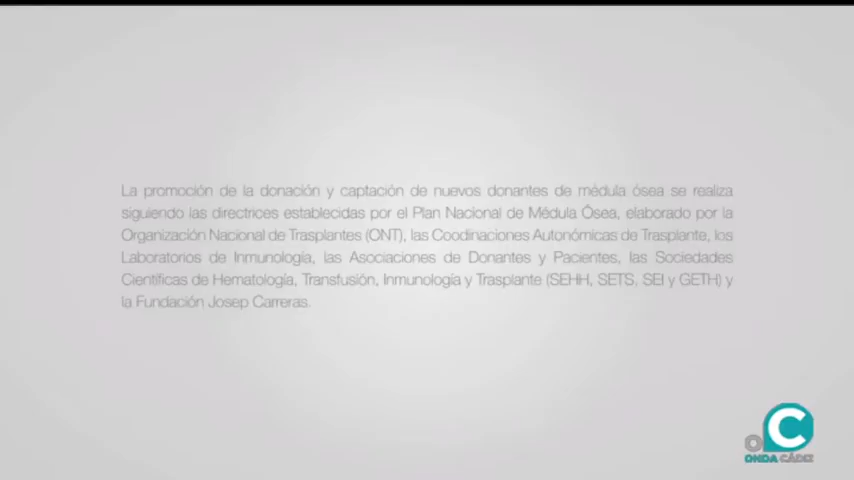 La promoción de la donación y captación de nuevos donantes de médula ósea se realiza
siguiendo las directrices establecidas por el Plan Nacional de Médula Ósea, elaborado por la
Organización Nacional de Trasplantes (ONT), las Coodinaciones Autonómicas de Trasplante, los
Laboratorios de Inmunología, las Asociaciones de Donantes y Pacientes, las Sociedades
Científicas de Hematología, Transfusión, Inmunología y Trasplante (SEHH, SETS, SEI y GETH) y
la Fundación Josep Carreras.
O C
ONDA CÁDIZ